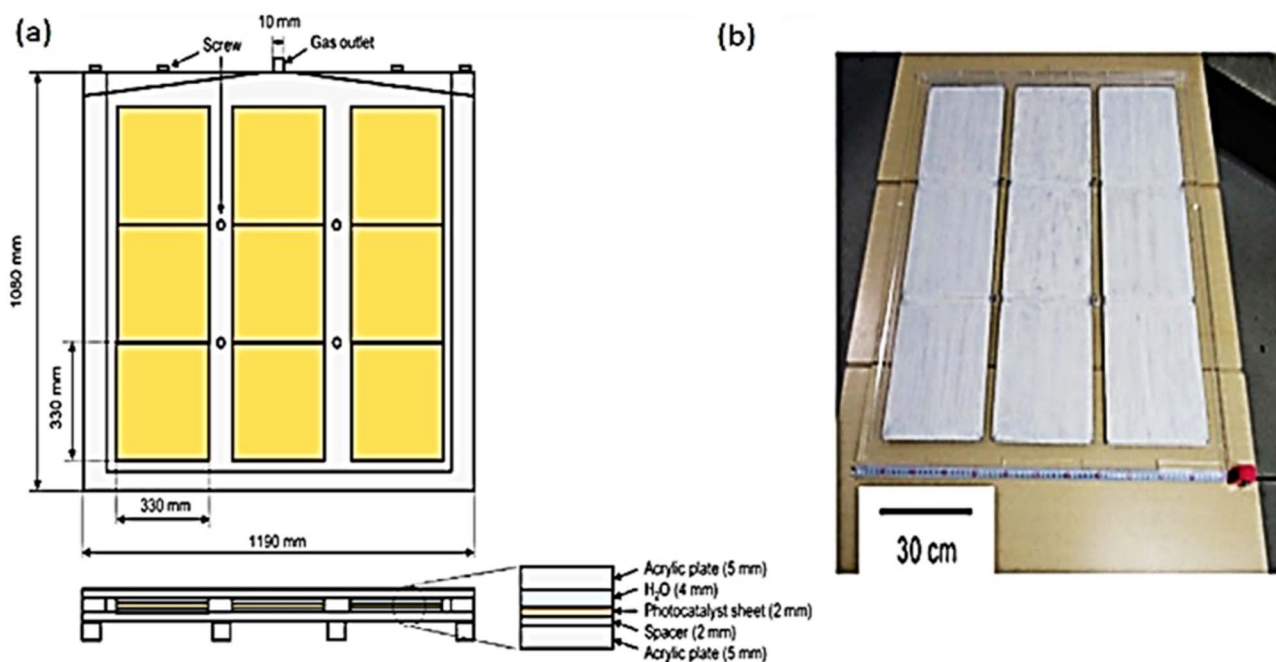 (a)
10 mm
Screw
Gas outlet
1080 mm
330 mm
330 mm
1190 mm
Acrylic plate (5 mm)
H₂O (4 mm)
Photocatalyst sheet (2 mm)
Spacer (2 mm)
Acrylic plate (5 mm)
(b)
30 cm